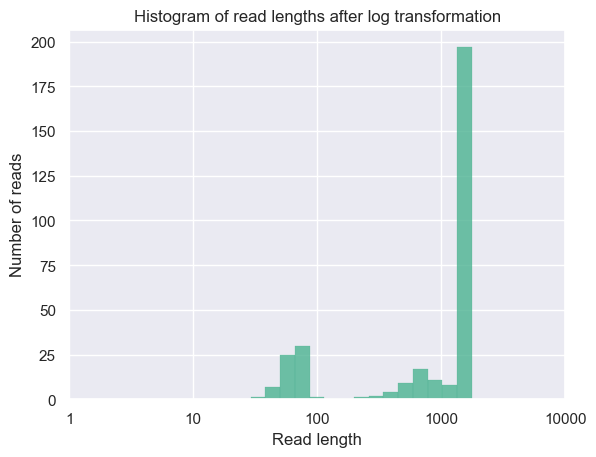 Histogram of read lengths after log transformation
200
175
150
125
100
75
50
25
0
Number of reads
1 10 100 1000 10000
Read length